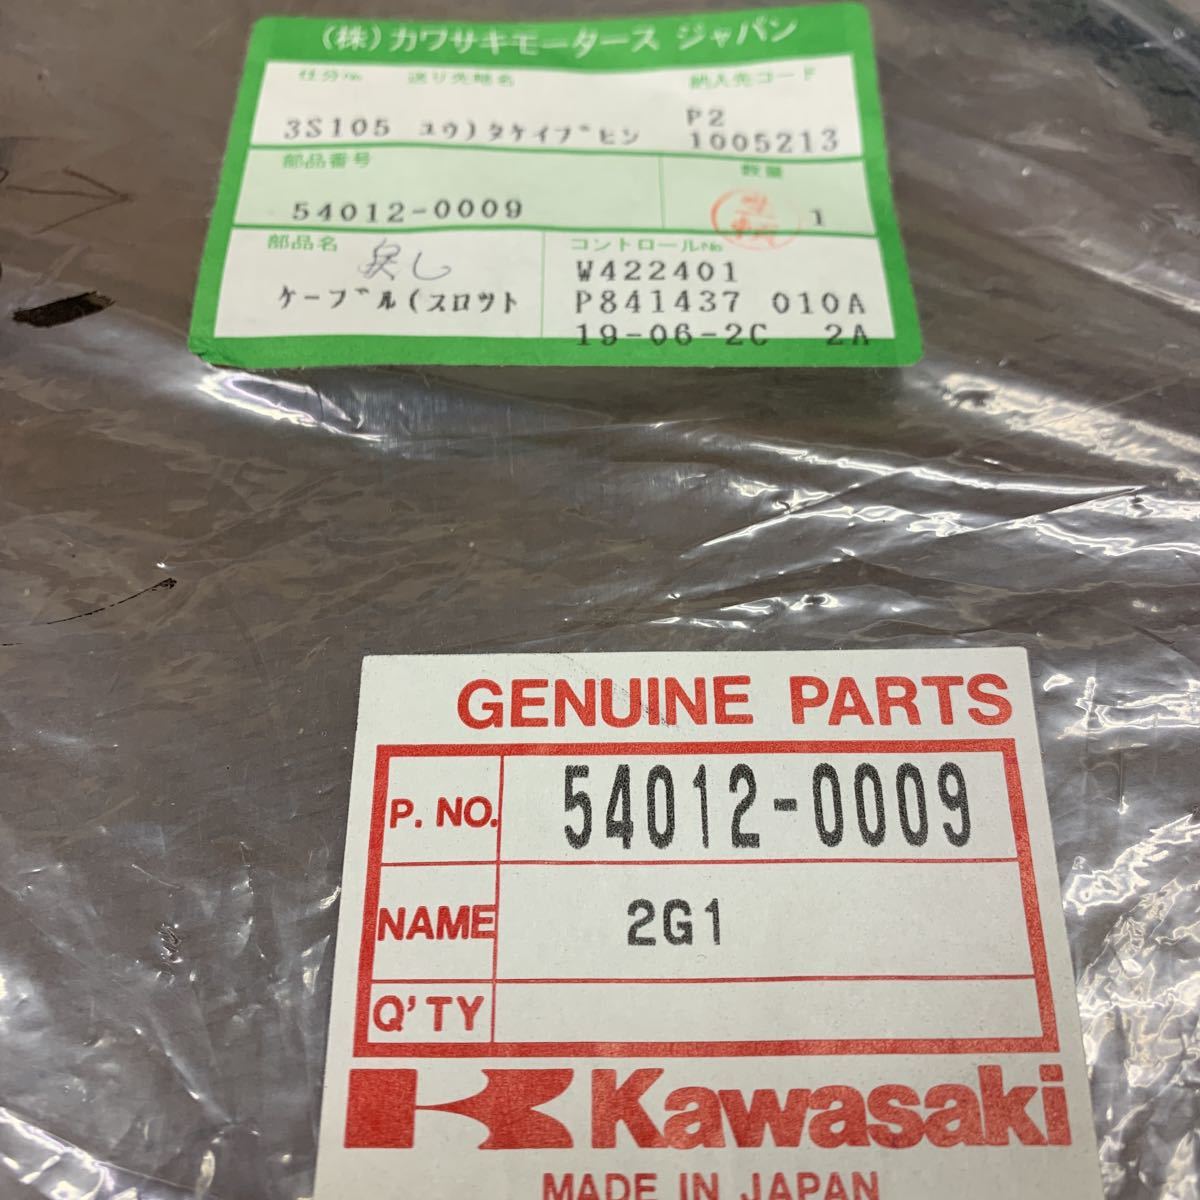 (株)カワサキモータース ジャパン
仕分№ 送り先略名 納入先コード
3S105 ユウ)タケイブヒン P2
1005213
部品番号 数量
54012-0009 1
部品名 戻し コントロール№
ケーブル(スロツト W422401
P841437 010A
19-06-2C 2A
GENUINE PARTS
P. NO. 54012-0009
NAME 2G1
Q'TY
Kawasaki
MADE IN JAPAN